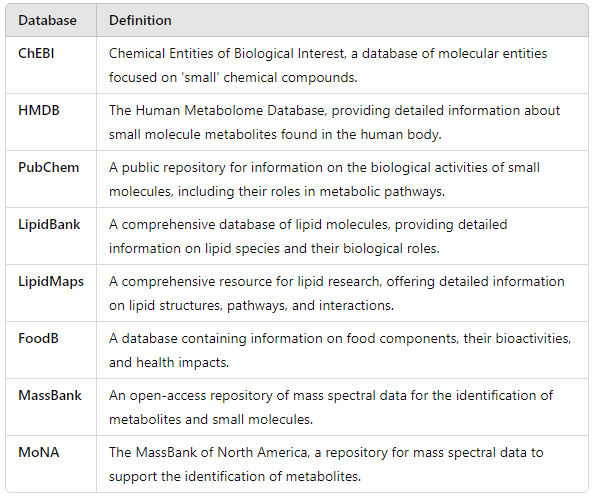 Database Definition
ChEBI Chemical Entities of Biological Interest, a database of molecular entities
focused on 'small' chemical compounds.
HMDB The Human Metabolome Database, providing detailed information about
small molecule metabolites found in the human body.
PubChem A public repository for information on the biological activities of small
molecules, including their roles in metabolic pathways.
LipidBank A comprehensive database of lipid molecules, providing detailed
information on lipid species and their biological roles.
LipidMaps A comprehensive resource for lipid research, offering detailed information
on lipid structures, pathways, and interactions.
FoodB A database containing information on food components, their bioactivities,
and health impacts.
MassBank An open-access repository of mass spectral data for the identification of
metabolites and small molecules.
MoNA The MassBank of North America, a repository for mass spectral data to
support the identification of metabolites.